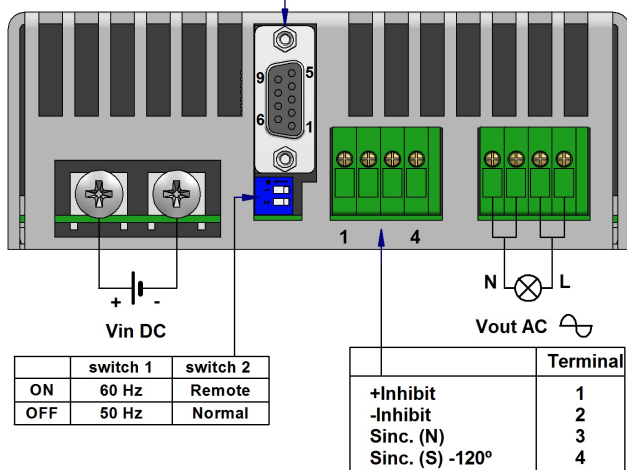 9 5
6 1
1 4
N L
+ -
Vin DC
Vout AC
switch 1 switch 2
ON 60 Hz Remote
OFF 50 Hz Normal
Terminal
+Inhibit 1
-Inhibit 2
Sinc. (N) 3
Sinc. (S) -120º 4